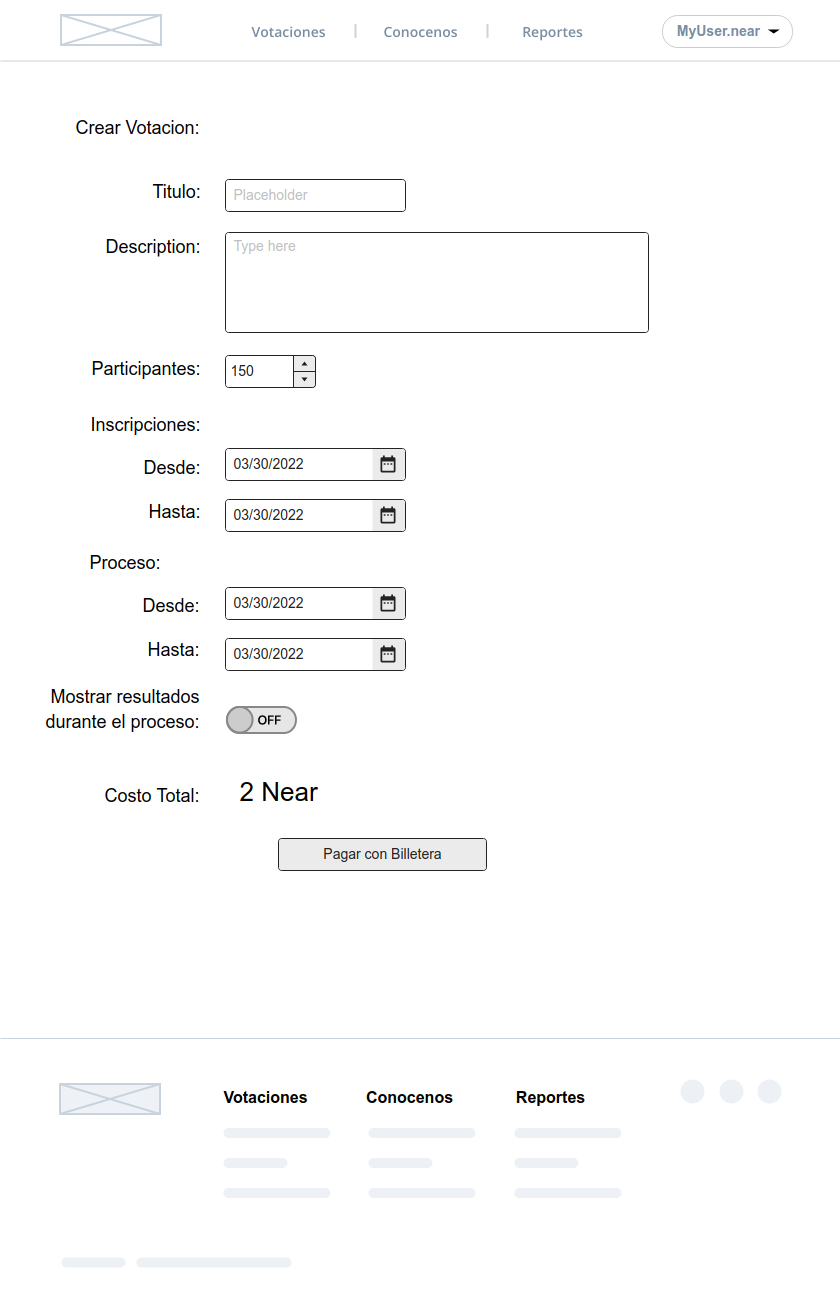 Votaciones | Conocenos | Reportes MyUser.near
Crear Votacion:
Titulo: Placeholder
Description: Type here
Participantes: 150
Inscripciones:
Desde: 03/30/2022
Hasta: 03/30/2022
Proceso:
Desde: 03/30/2022
Hasta: 03/30/2022
Mostrar resultados
durante el proceso: OFF
Costo Total: 2 Near
Pagar con Billetera
Votaciones Conocenos Reportes